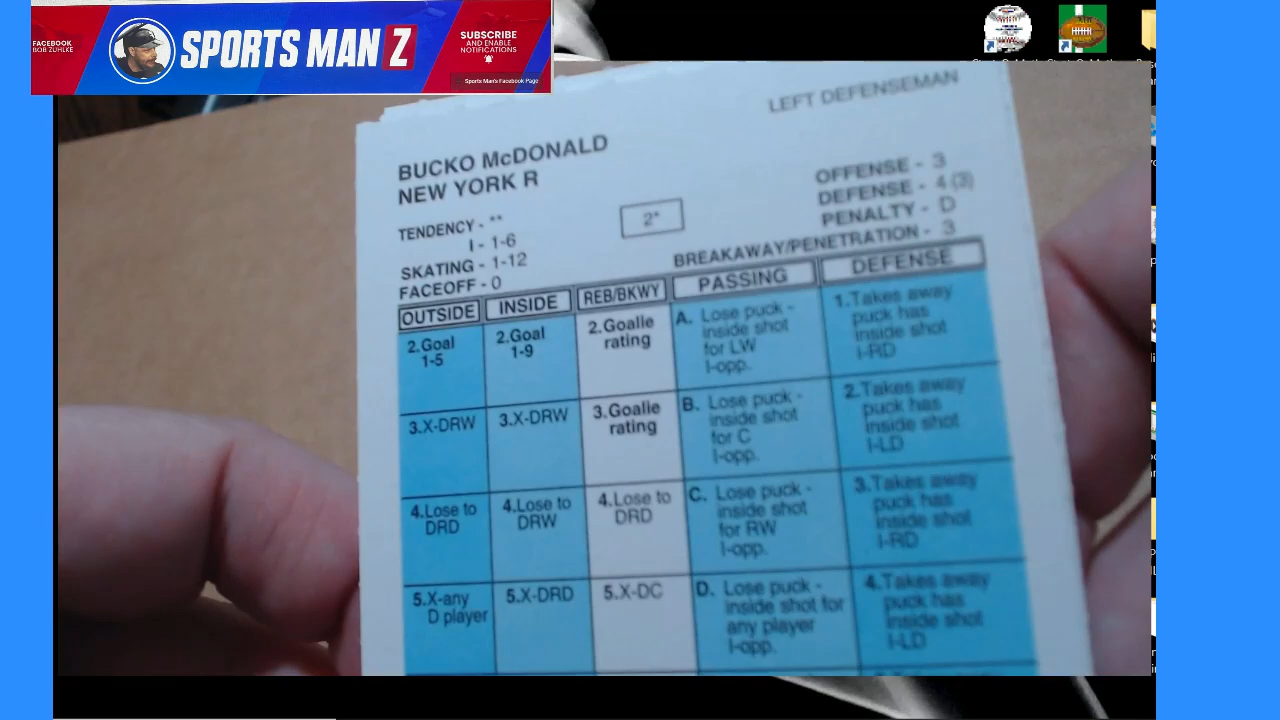 FACEBOOK
BOB ZUHLKE
SPORTS MAN Z
SUBSCRIBE
AND ENABLE
NOTIFICATIONS
Sports Man's Facebook Page
LEFT DEFENSEMAN
BUCKO McDONALD
NEW YORK R
TENDENCY - **
I - 1-6
SKATING - 1-12
FACEOFF - 0
2*
OFFENSE - 3
DEFENSE - 4 (3)
PENALTY - D
BREAKAWAY/PENETRATION - 3
OUTSIDE INSIDE REB/BKWY PASSING DEFENSE
2.Goal
1-5
2.Goal
1-9
2.Goalie
rating
A. Lose puck -
inside shot
for LW
I-opp.
1.Takes away
puck has
inside shot
I-RD
3.X-DRW
3.X-DRW
3.Goalie
rating
B. Lose puck -
inside shot
for C
I-opp.
2.Takes away
puck has
inside shot
I-LD
4.Lose to
DRD
4.Lose to
DRW
4.Lose to
DRD
C. Lose puck -
inside shot
for RW
I-opp.
3.Takes away
puck has
inside shot
I-RD
5.X-any
D player
5.X-DRD
5.X-DC
D. Lose puck -
inside shot for
any player
I-opp.
4.Takes away
puck has
inside shot
I-LD